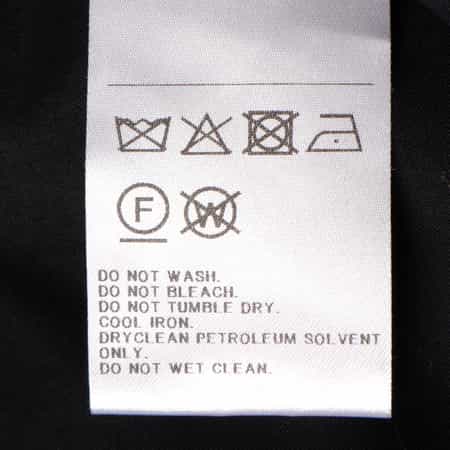 F W
DO NOT WASH.
DO NOT BLEACH.
DO NOT TUMBLE DRY.
COOL IRON.
DRYCLEAN PETROLEUM SOLVENT
ONLY.
DO NOT WET CLEAN.